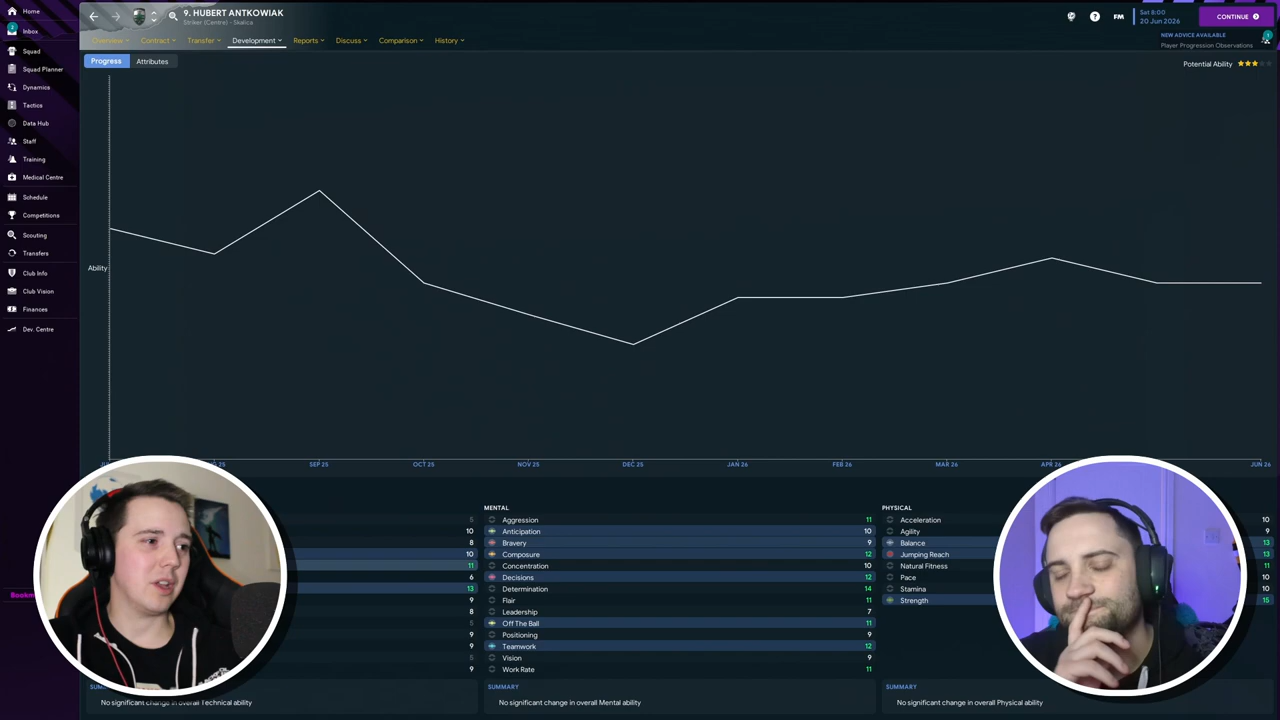 Home
9. HUBERT ANTKOWIAK
Striker (Centre) - Skalica
FM
Sat 8:00
20 Jun 2026
CONTINUE
2
Inbox
Overview
Contract
Transfer
Development
Reports
Discuss
Comparison
History
NEW ADVICE AVAILABLE
Player Progression Observations
1
Squad
Squad Planner
Dynamics
Tactics
Data Hub
Staff
Training
Medical Centre
Schedule
Competitions
Scouting
Transfers
Club Info
Club Vision
Finances
Dev. Centre
Progress
Attributes
Potential Ability
Ability
25
SEP 25
OCT 25
NOV 25
DEC 25
JAN 26
FEB 26
MAR 26
APR 26
JUN 26
5
10
8
10
11
6
13
9
8
5
9
9
5
9
MENTAL
Aggression 11
Anticipation 10
Bravery 9
Composure 12
Concentration 10
Decisions 12
Determination 14
Flair 11
Leadership 7
Off The Ball 11
Positioning 9
Teamwork 12
Vision 9
Work Rate 11
PHYSICAL
Acceleration 10
Agility 9
Balance 13
Jumping Reach 13
Natural Fitness 11
Pace 10
Stamina 10
Strength 15
No significant change in overall Technical ability
SUMMARY
No significant change in overall Mental ability
SUMMARY
No significant change in overall Physical ability